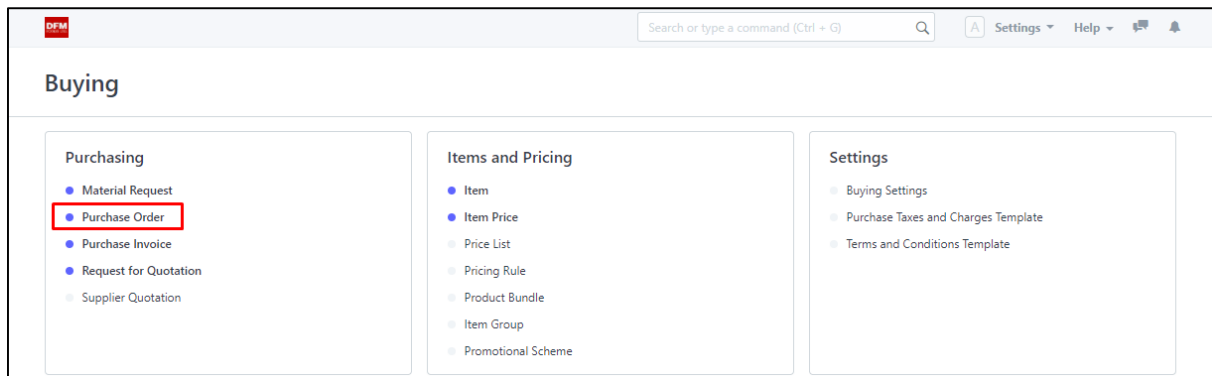 DFM
Search or type a command (Ctrl + G)
A Settings Help
Buying
Purchasing
Material Request
Purchase Order
Purchase Invoice
Request for Quotation
Supplier Quotation
Items and Pricing
Item
Item Price
Price List
Pricing Rule
Product Bundle
Item Group
Promotional Scheme
Settings
Buying Settings
Purchase Taxes and Charges Template
Terms and Conditions Template